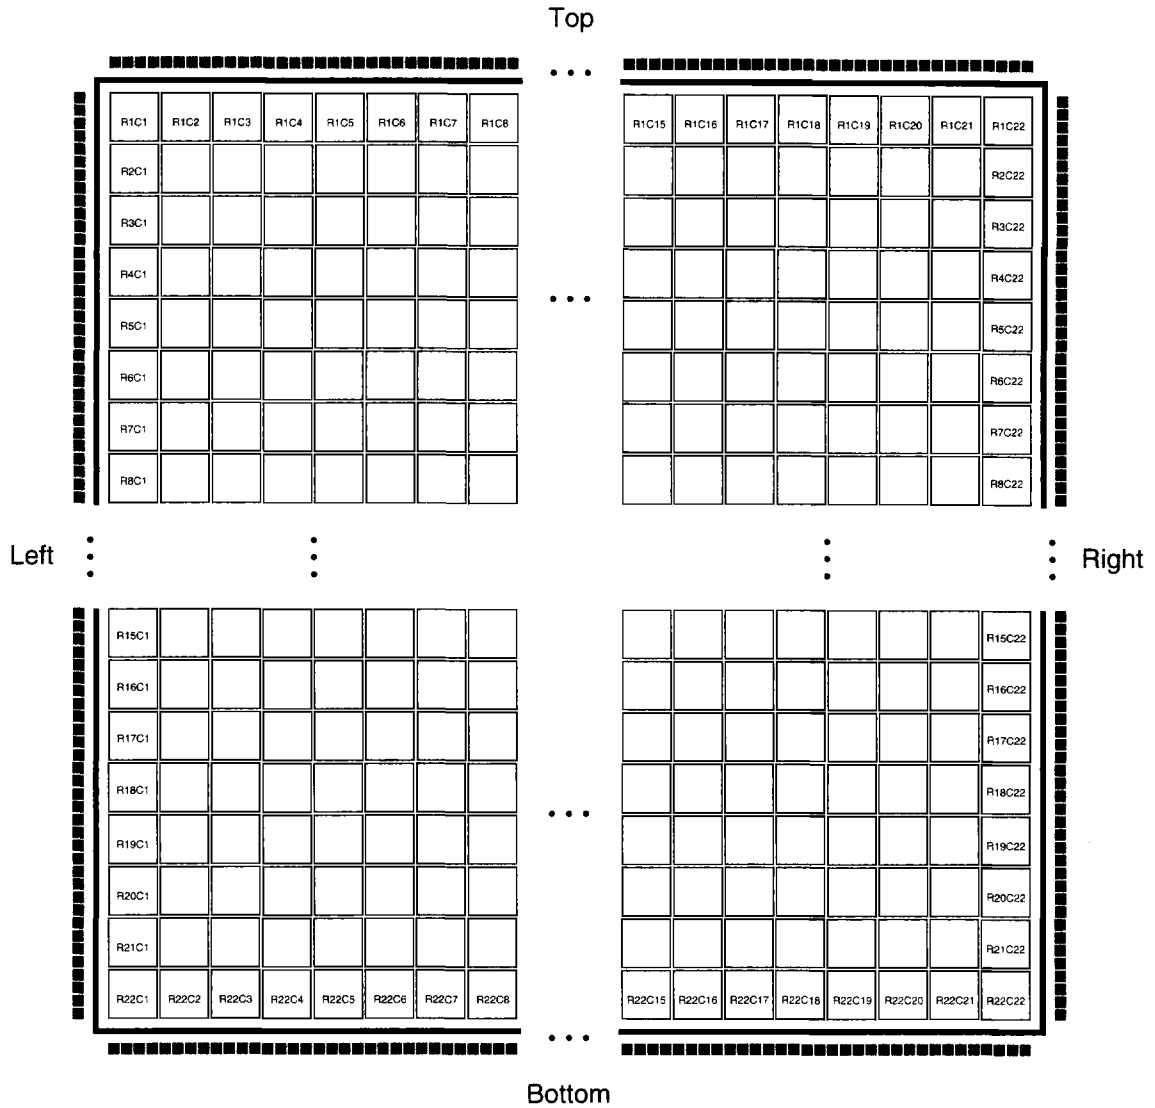 Top
R1C1 R1C2 R1C3 R1C4 R1C5 R1C6 R1C7 R1C8 R1C15 R1C16 R1C17 R1C18 R1C19 R1C20 R1C21 R1C22
R2C1 R2C22
R3C1 R3C22
R4C1 R4C22
R5C1 R5C22
R6C1 R6C22
R7C1 R7C22
R8C1 R8C22
Left Right
R15C1 R15C22
R16C1 R16C22
R17C1 R17C22
R18C1 R18C22
R19C1 R19C22
R20C1 R20C22
R21C1 R21C22
R22C1 R22C2 R22C3 R22C4 R22C5 R22C6 R22C7 R22C8 R22C15 R22C16 R22C17 R22C18 R22C19 R22C20 R22C21 R22C22
Bottom